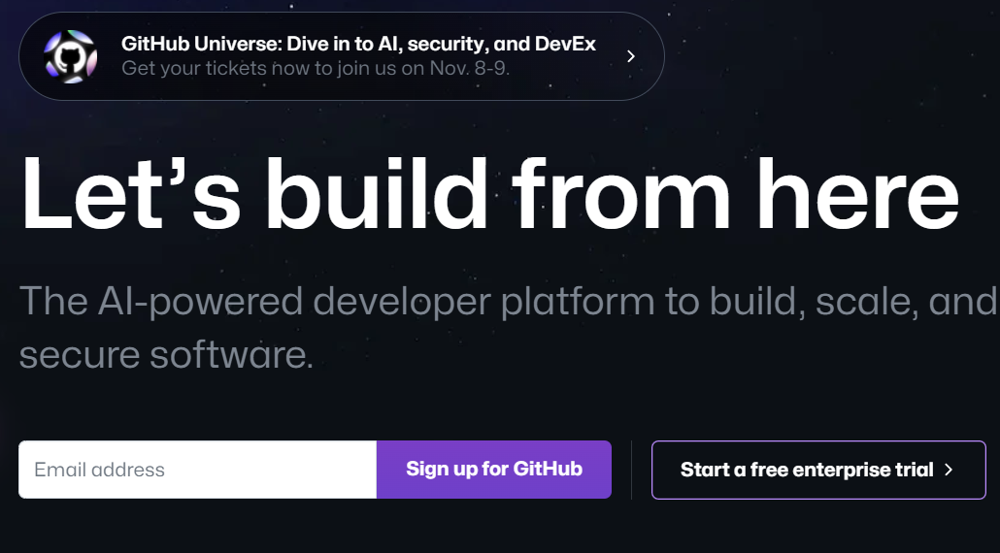 GitHub Universe: Dive in to AI, security, and DevEx
Get your tickets now to join us on Nov. 8-9.
Let’s build from here
The AI-powered developer platform to build, scale, and
secure software.
Email address
Sign up for GitHub
Start a free enterprise trial